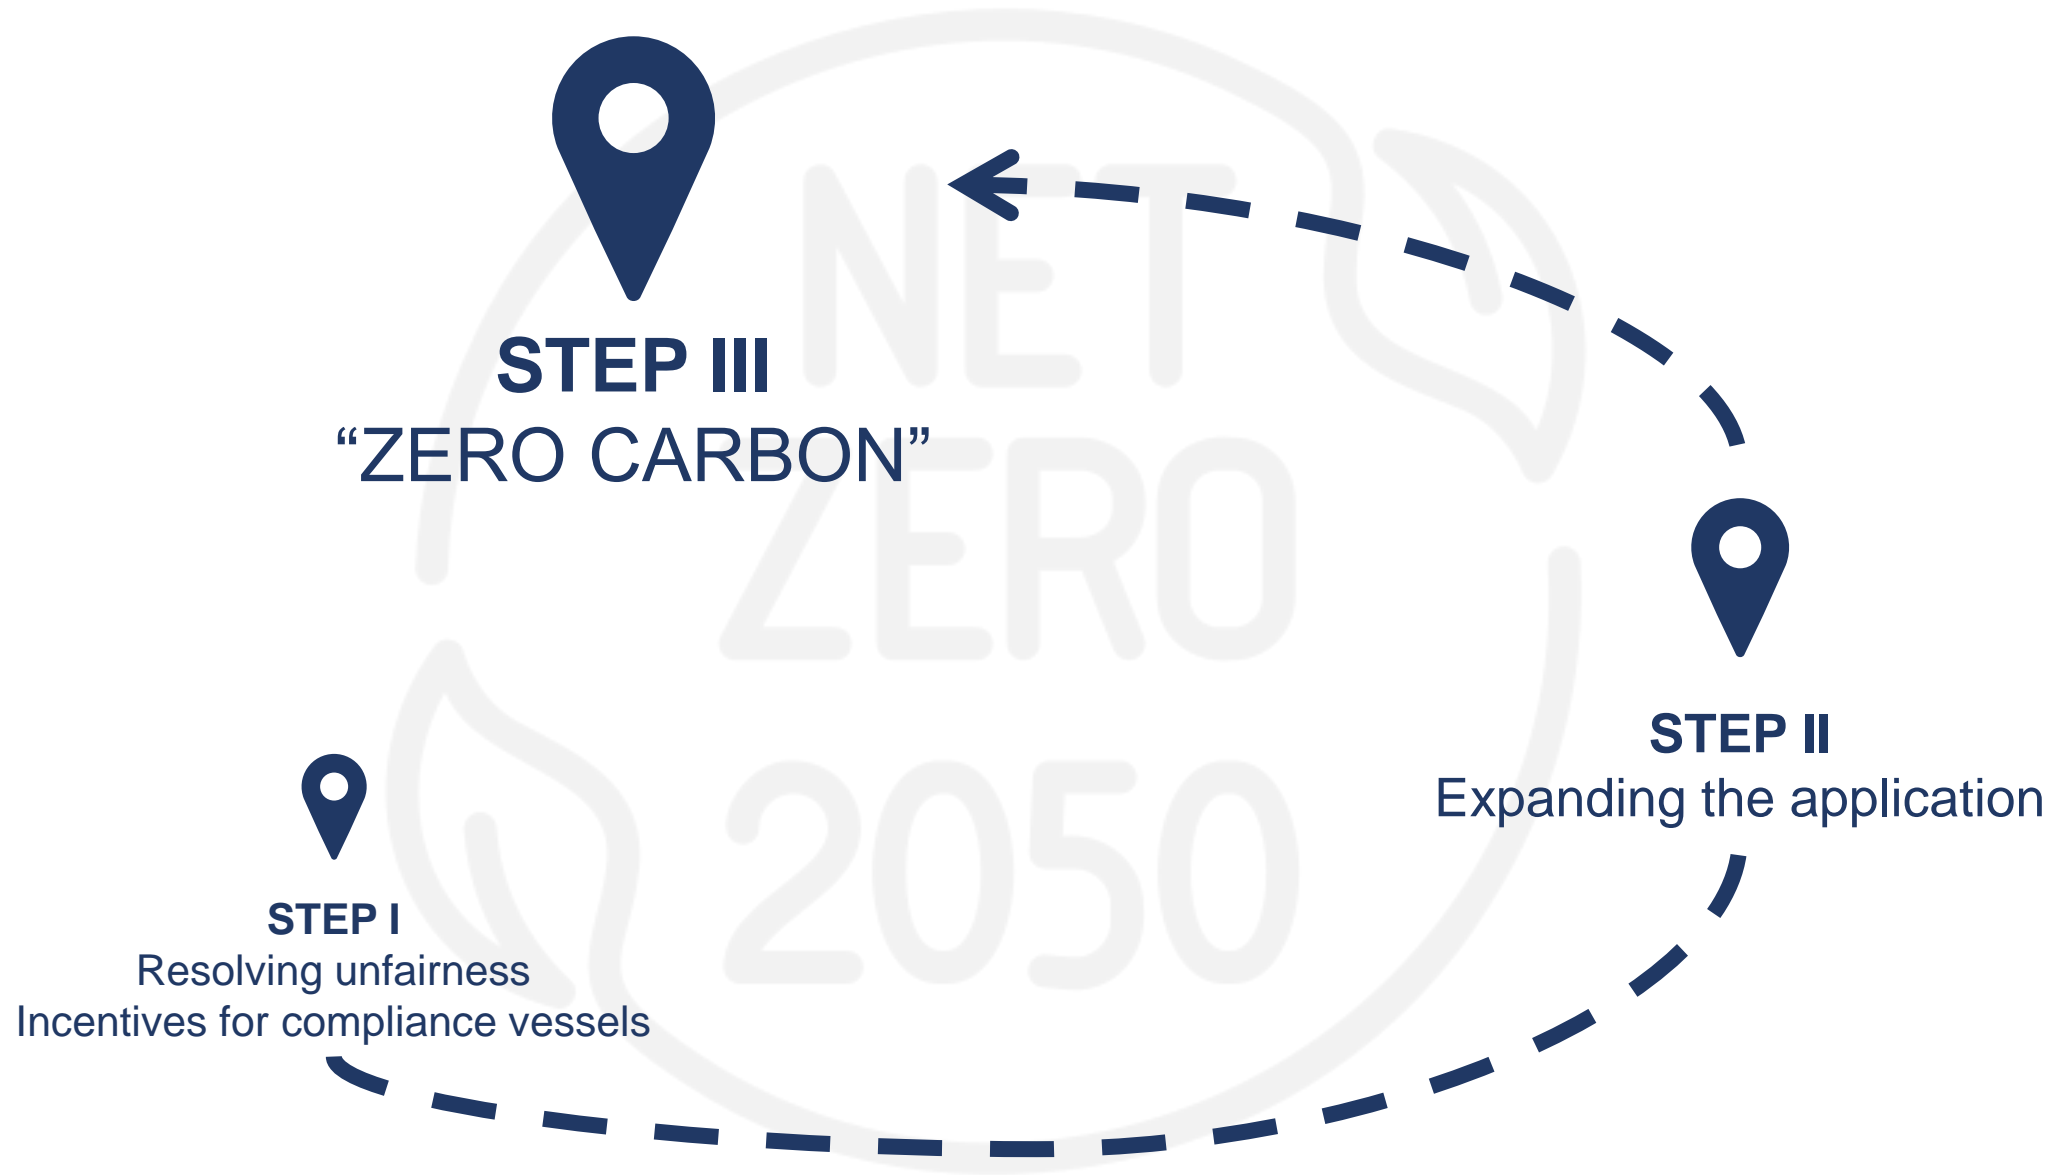 STEP III
“ZERO CARBON”
NET
ZERO
2050
STEP II
Expanding the application
STEP I
Resolving unfairness
Incentives for compliance vessels